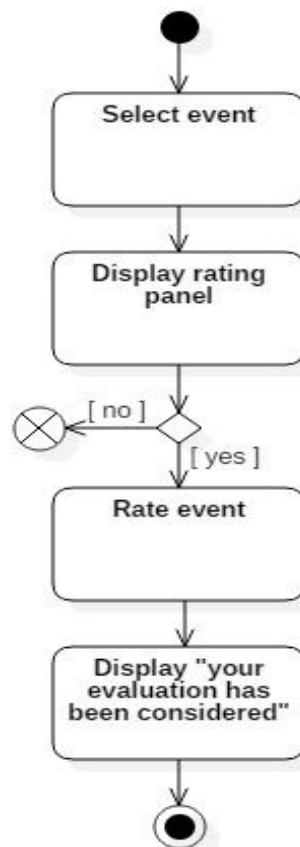 Select event
Display rating
panel
[ no ]
[ yes ]
Rate event
Display "your
evaluation has
been considered"